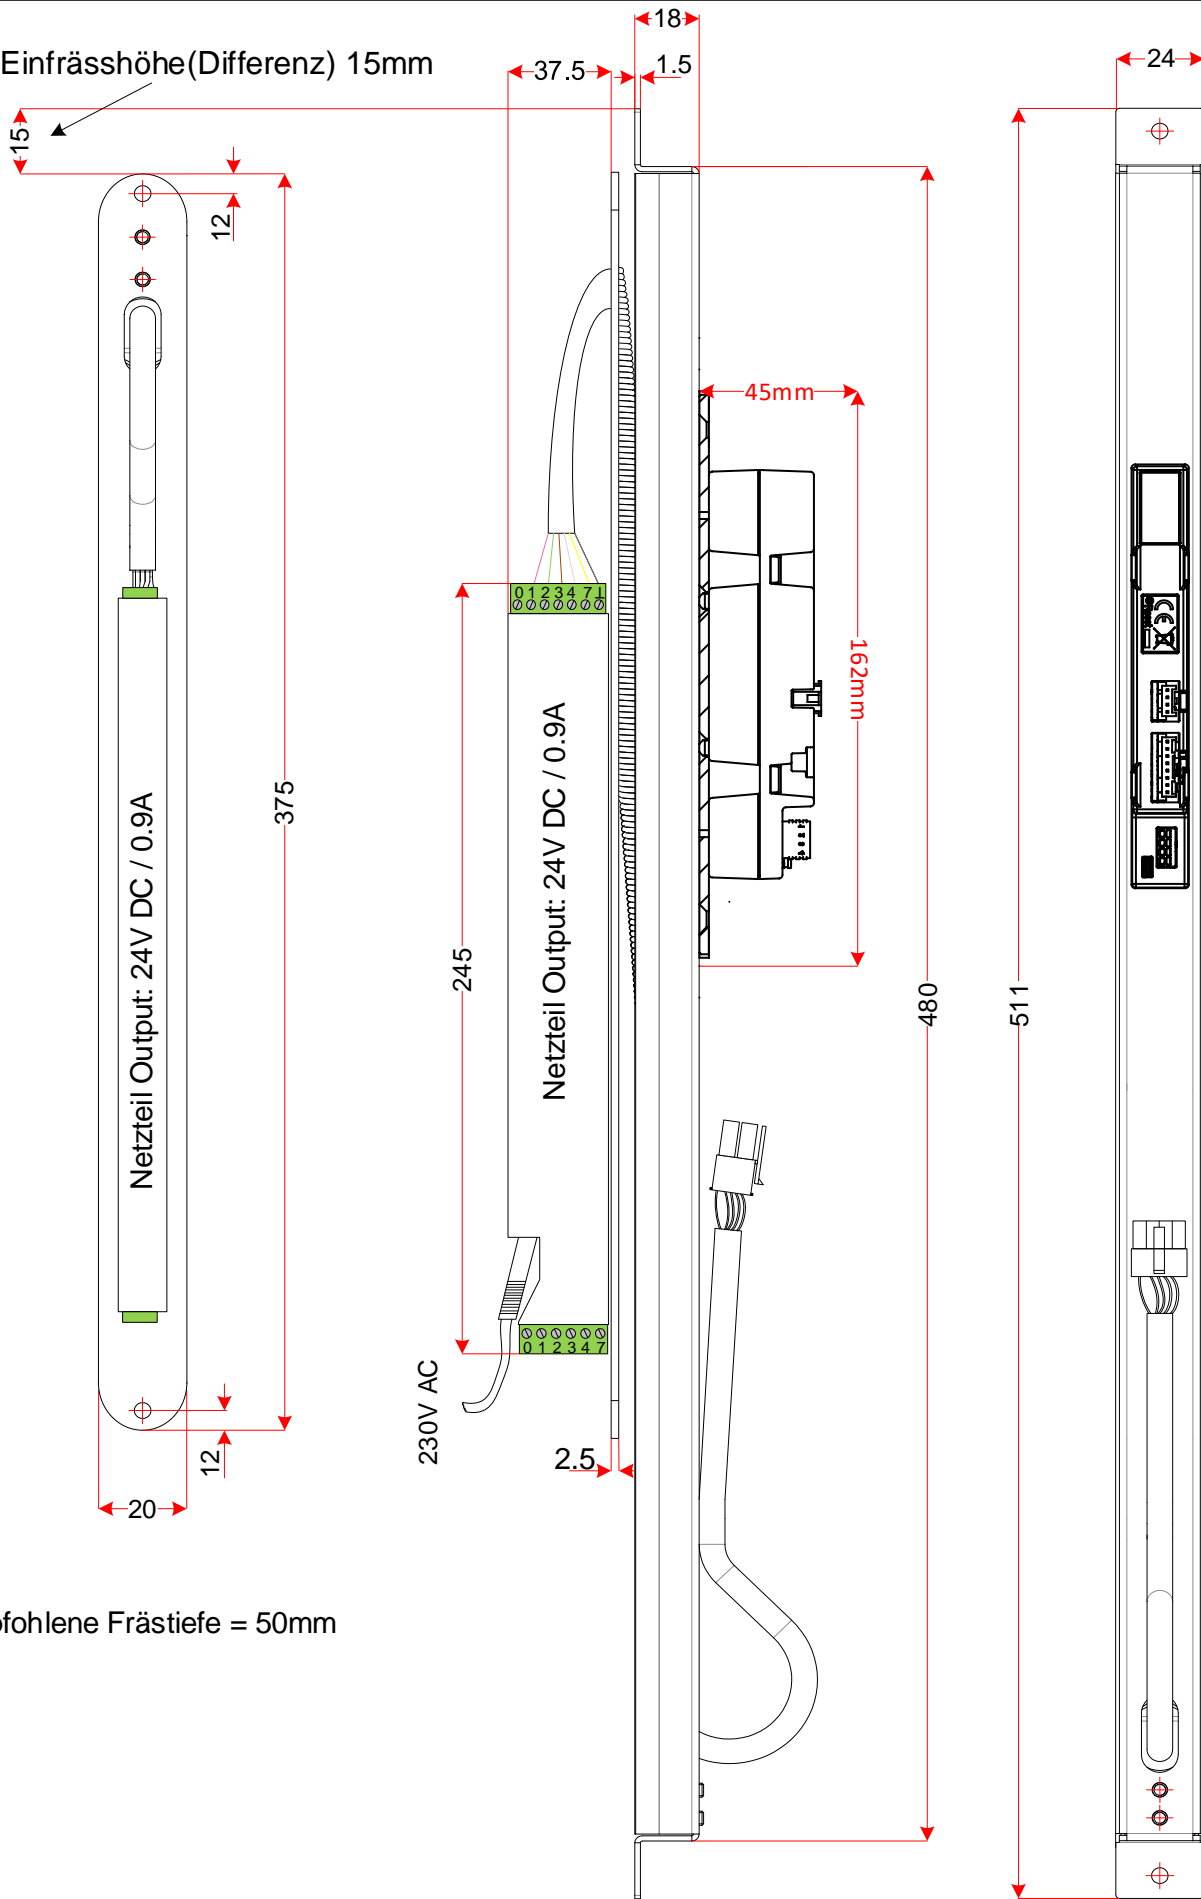 18
Einfrässhöhe(Differenz) 15mm
37.5
1.5
24
15
12
45mm
0 1 2 3 4 7 ⊥
162mm
Netzteil Output: 24V DC / 0.9A
Netzteil Output: 24V DC / 0.9A
375
245
480
511
0 1 2 3 4 7
230V AC
2.5
12
20
fohlene Frästiefe = 50mm